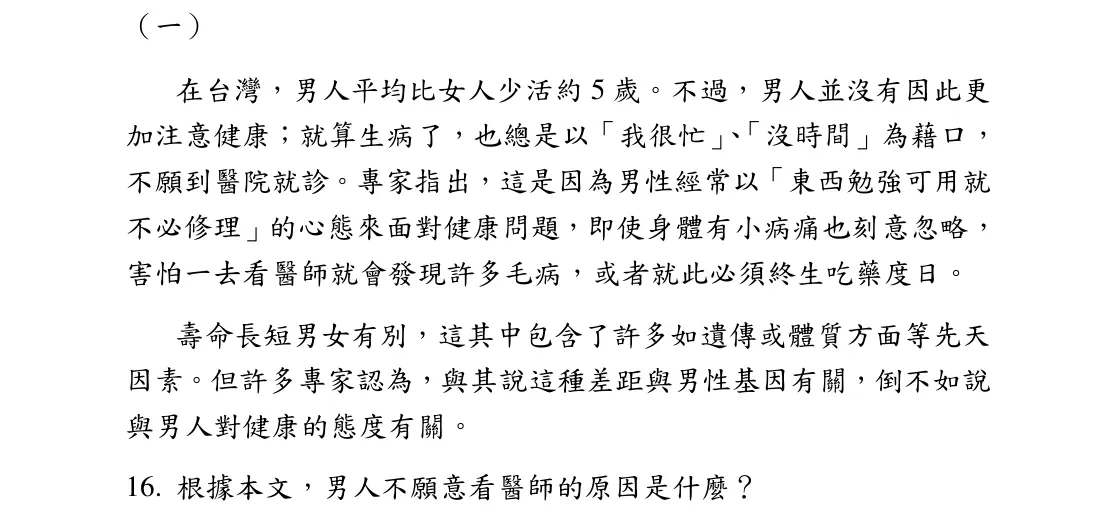 （一）
在台灣，男人平均比女人少活約 5 歲。不過，男人並沒有因此更
加注意健康；就算生病了，也總是以「我很忙」、「沒時間」為藉口，
不願到醫院就診。專家指出，這是因為男性經常以「東西勉強可用就
不必修理」的心態來面對健康問題，即使身體有小病痛也刻意忽略，
害怕一去看醫師就會發現許多毛病，或者就此必須終生吃藥度日。
壽命長短男女有別，這其中包含了許多如遺傳或體質方面等先天
因素。但許多專家認為，與其說這種差距與男性基因有關，倒不如說
與男人對健康的態度有關。
16. 根據本文，男人不願意看醫師的原因是什麼？